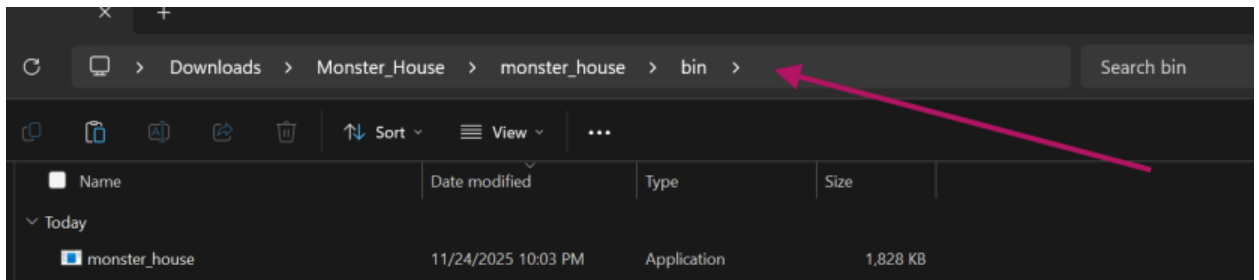 Downloads > Monster_House > monster_house > bin > Search bin
Sort View ...
Name Date modified Type Size
Today
monster_house 11/24/2025 10:03 PM Application 1,828 KB